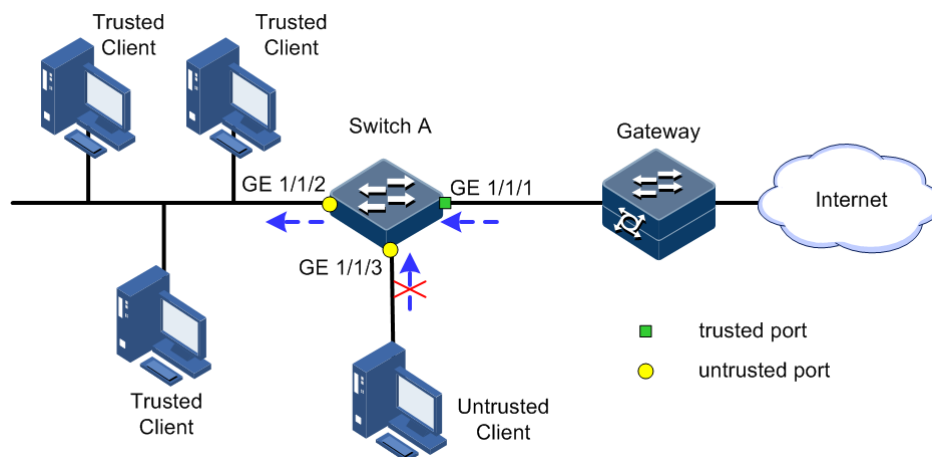 Trusted
Client
Trusted
Client
Switch A
Gateway
GE 1/1/2
GE 1/1/1
Internet
GE 1/1/3
Trusted
Client
Untrusted
Client
trusted port
untrusted port